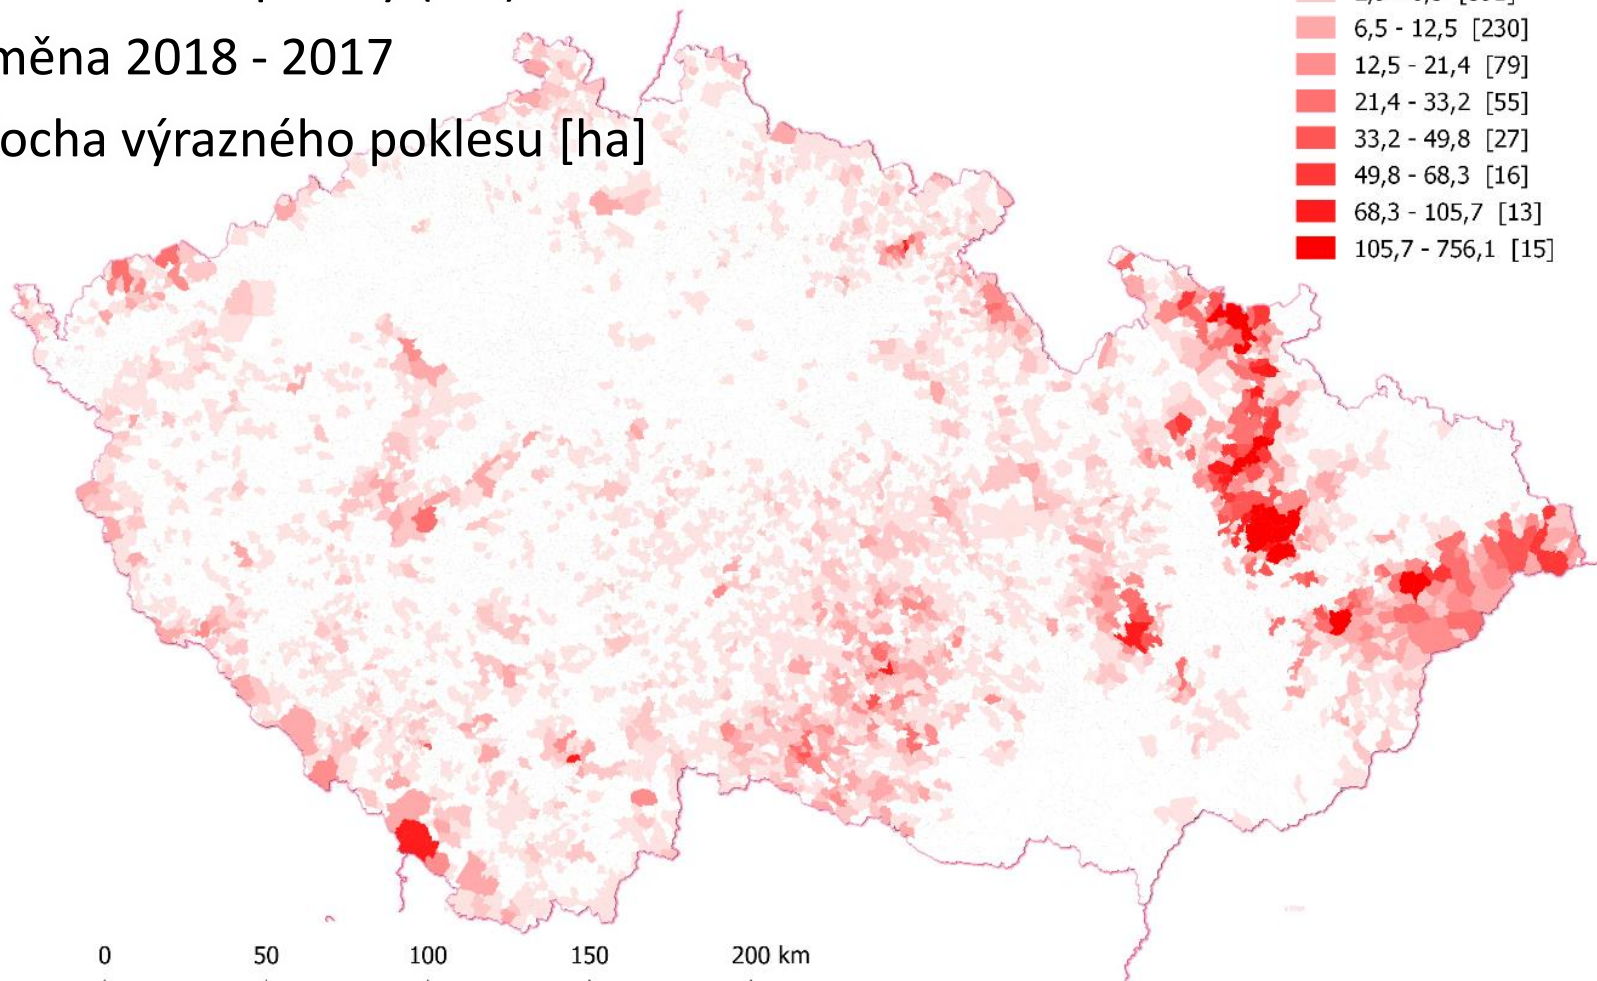 měna 2018 - 2017
ocha výrazného poklesu [ha]
6,5 - 12,5 [230]
12,5 - 21,4 [79]
21,4 - 33,2 [55]
33,2 - 49,8 [27]
49,8 - 68,3 [16]
68,3 - 105,7 [13]
105,7 - 756,1 [15]
0 50 100 150 200 km